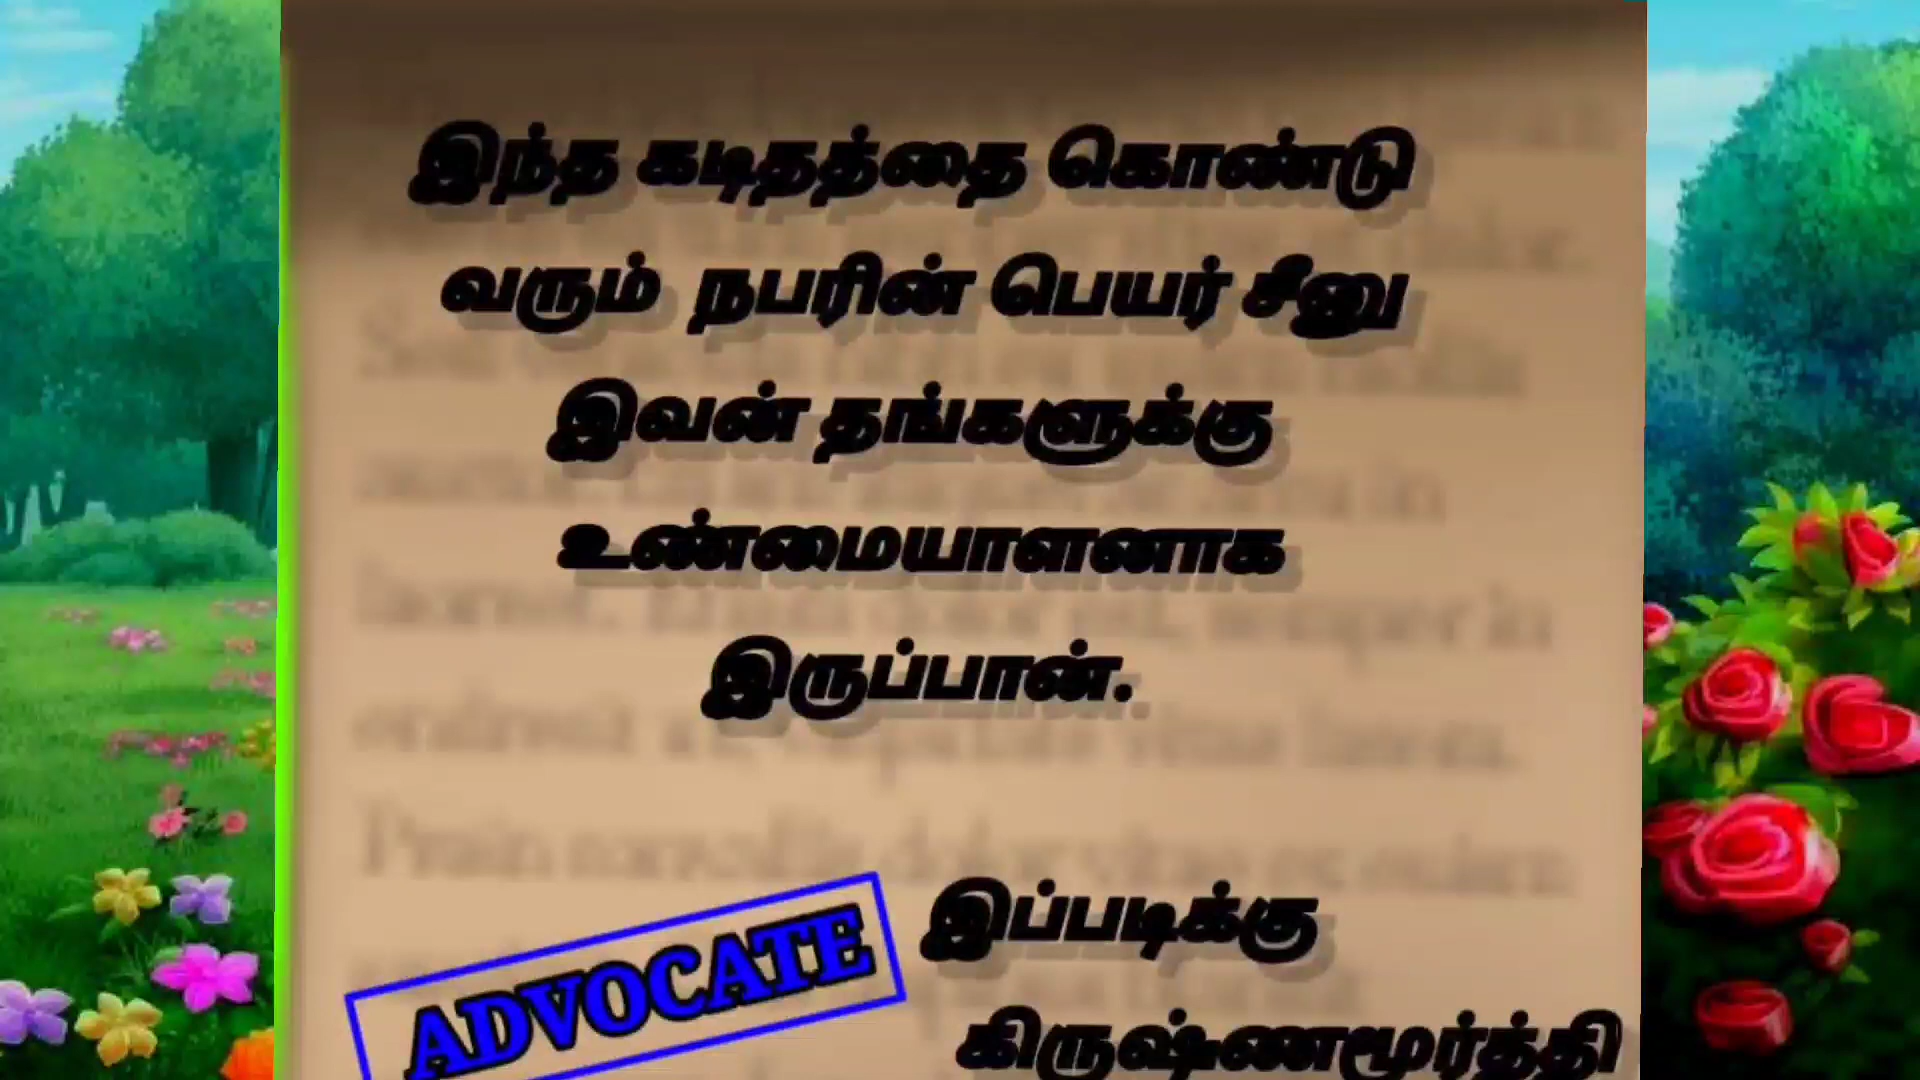 இந்த கடிதத்தை கொண்டு
வரும் நபரின் பெயர் சீனு
இவன் தங்களுக்கு
உண்மையாளனாக
இருப்பான்.
இப்படிக்கு
ADVOCATE
கிருஷ்ணமூர்த்தி